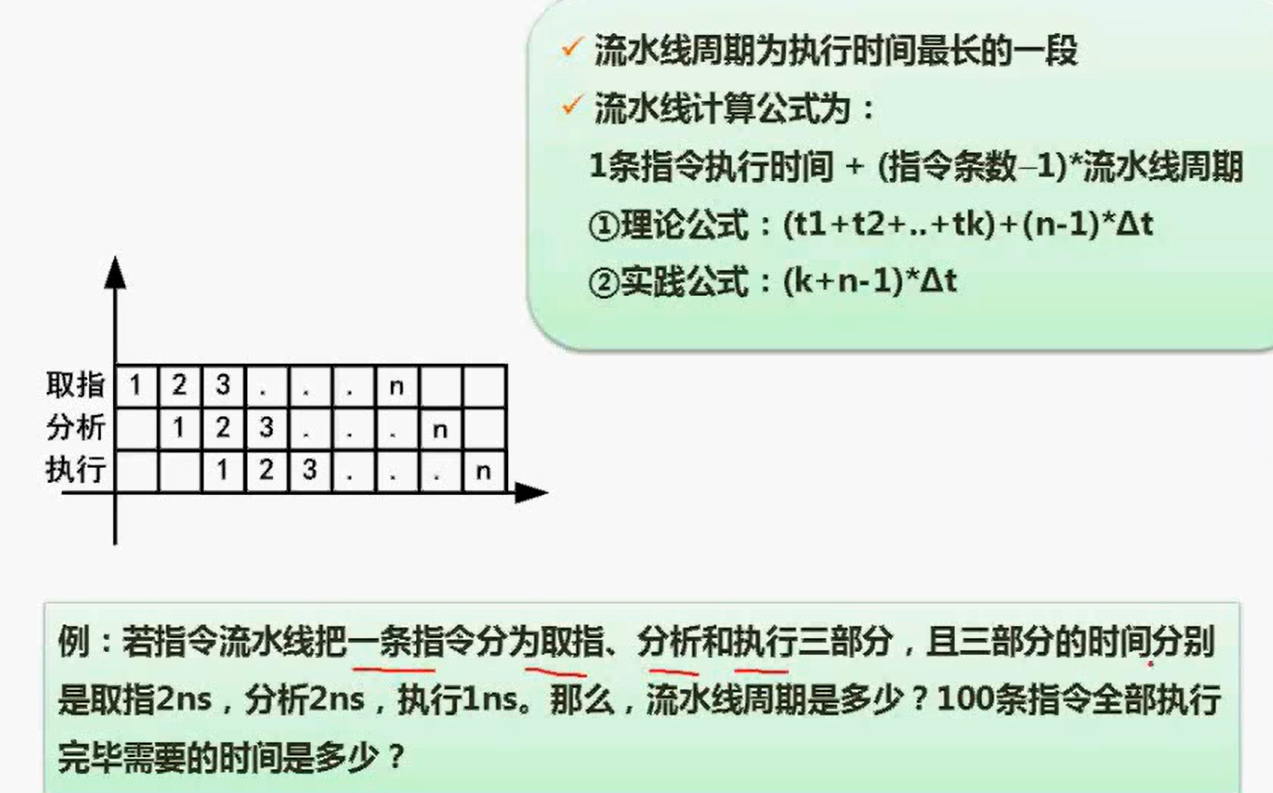 ✓ 流水线周期为执行时间最长的一段
✓ 流水线计算公式为：
1条指令执行时间 + (指令条数–1)*流水线周期
①理论公式：(t1+t2+..+tk)+(n-1)*Δt
②实践公式：(k+n-1)*Δt
取指 1 2 3 . . . n
分析 1 2 3 . . . n
执行 1 2 3 . . . n
例：若指令流水线把一条指令分为取指、分析和执行三部分，且三部分的时间分别
是取指2ns，分析2ns，执行1ns。那么，流水线周期是多少？100条指令全部执行
完毕需要的时间是多少？